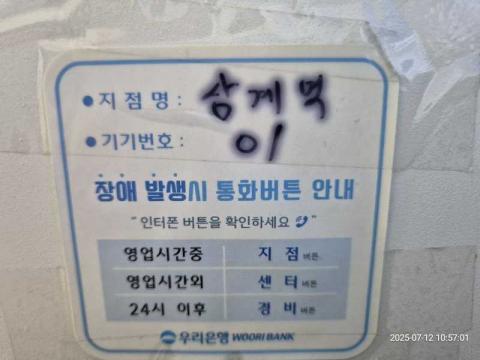 • 지점명 : 삼계역
• 기기번호 : 01
장애 발생시 통화버튼 안내
"인터폰 버튼을 확인하세요"
영업시간중 지점버튼
영업시간외 센터버튼
24시 이후 경비버튼
우리은행 WOORI BANK
2025-07-12 10:57:01